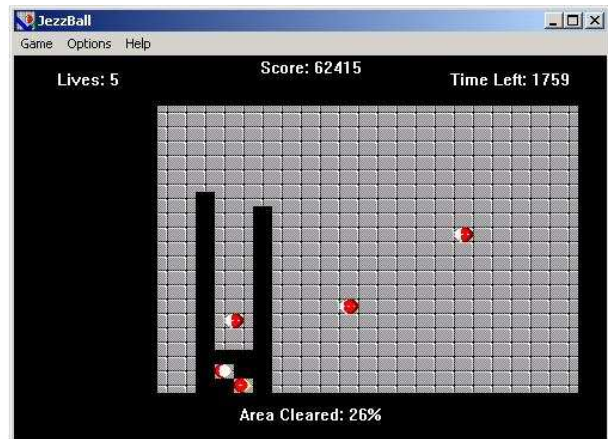 JezzBall
Game Options Help
Lives: 5
Score: 62415
Time Left: 1759
Area Cleared: 26%